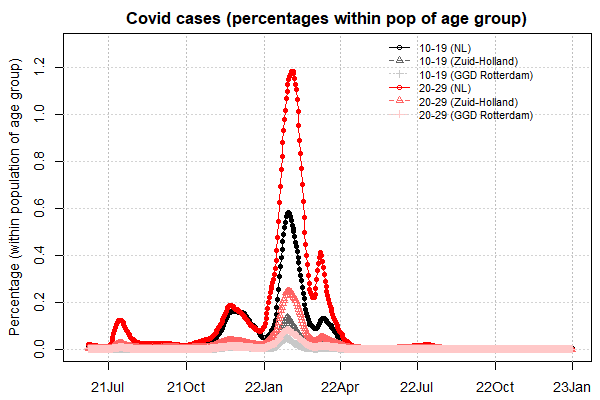 Covid cases (percentages within pop of age group)
Percentage (within population of age group)
1.2
1.0
0.8
0.6
0.4
0.2
0.0
10-19 (NL)
10-19 (Zuid-Holland)
10-19 (GGD Rotterdam)
20-29 (NL)
20-29 (Zuid-Holland)
20-29 (GGD Rotterdam)
21Jul 21Oct 22Jan 22Apr 22Jul 22Oct 23Jan